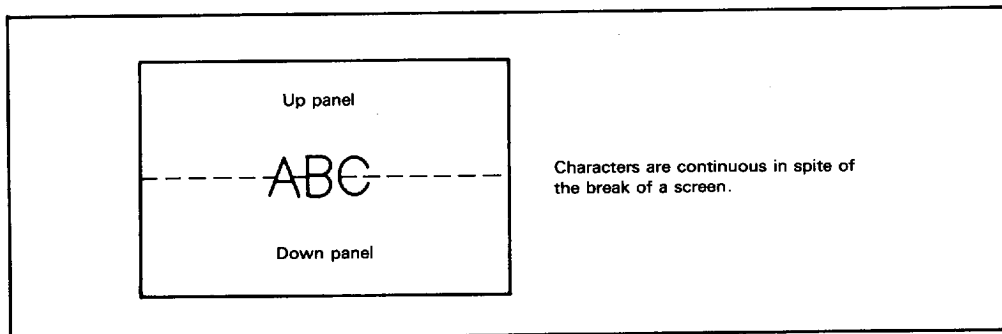 Up panel
ABC
Characters are continuous in spite of
the break of a screen.
Down panel